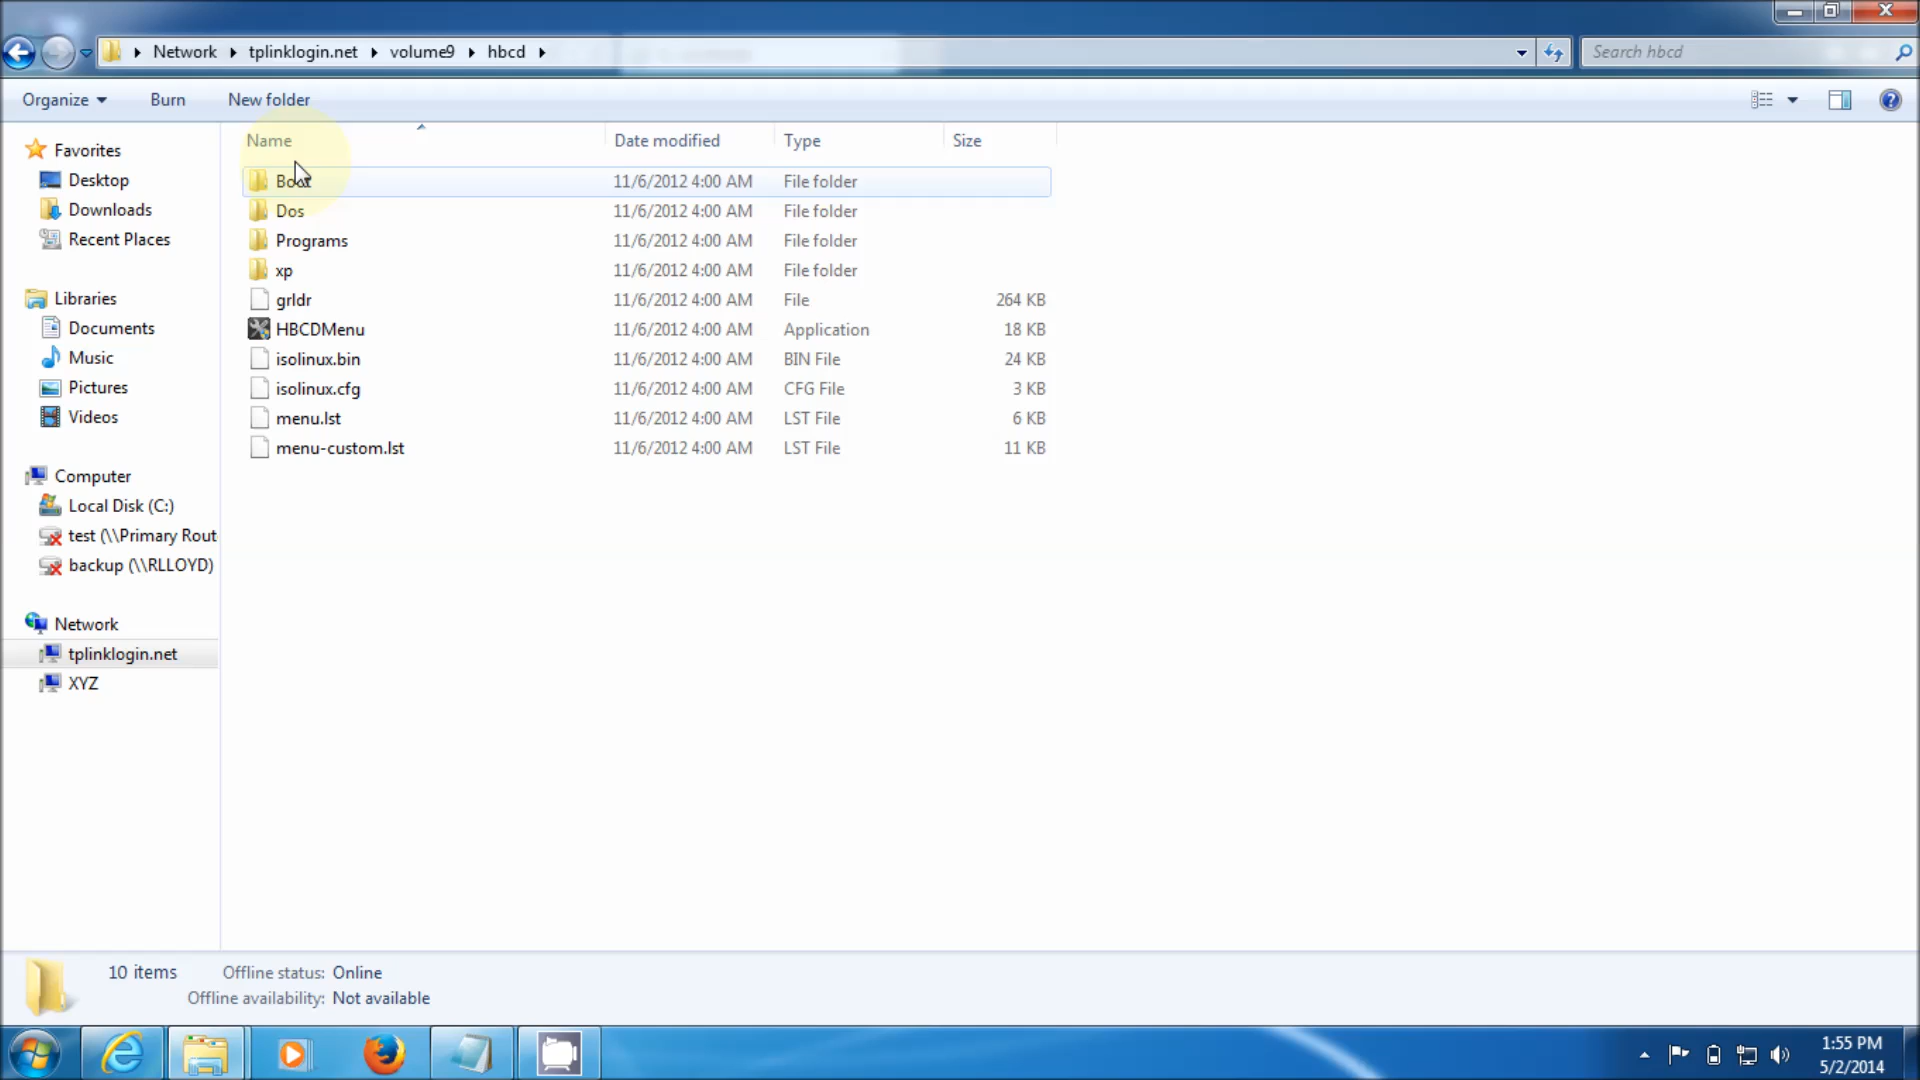 Network tplinklogin.net volume9 hbcd
Search hbcd
Organize Burn New folder
Name Date modified Type Size
Favorites
Desktop
Downloads
Recent Places
Libraries
Documents
Music
Pictures
Videos
Computer
Local Disk (C:)
test (\\Primary Rout
backup (\\RLLOYD)
Network
tplinklogin.net
XYZ
Boot 11/6/2012 4:00 AM File folder
Dos 11/6/2012 4:00 AM File folder
Programs 11/6/2012 4:00 AM File folder
xp 11/6/2012 4:00 AM File folder
grldr 11/6/2012 4:00 AM File 264 KB
HBCDMenu 11/6/2012 4:00 AM Application 18 KB
isolinux.bin 11/6/2012 4:00 AM BIN File 24 KB
isolinux.cfg 11/6/2012 4:00 AM CFG File 3 KB
menu.lst 11/6/2012 4:00 AM LST File 6 KB
menu-custom.lst 11/6/2012 4:00 AM LST File 11 KB
10 items Offline status: Online
Offline availability: Not available
1:55 PM
5/2/2014